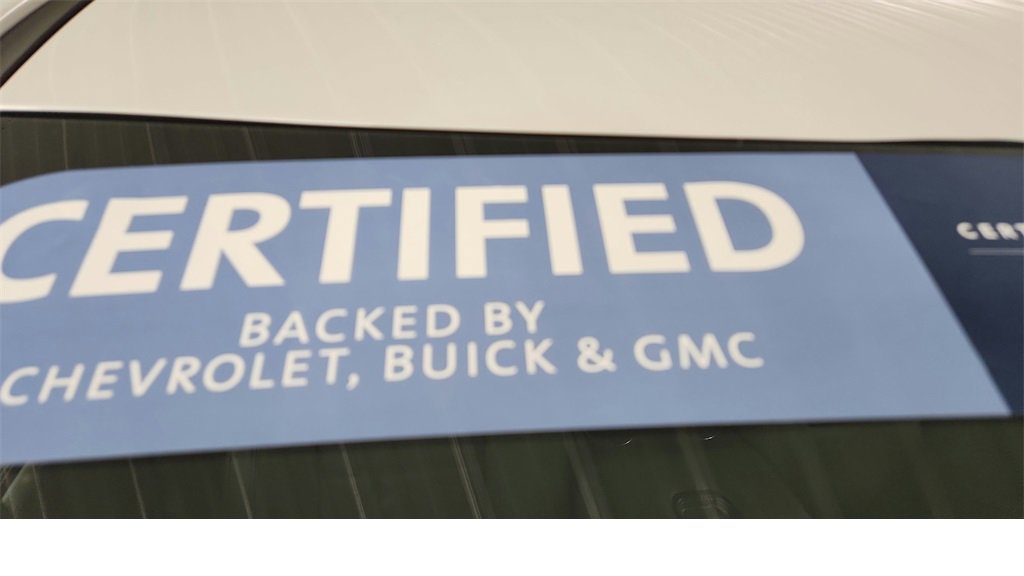 CERTIFIED
BACKED BY
CHEVROLET, BUICK & GMC